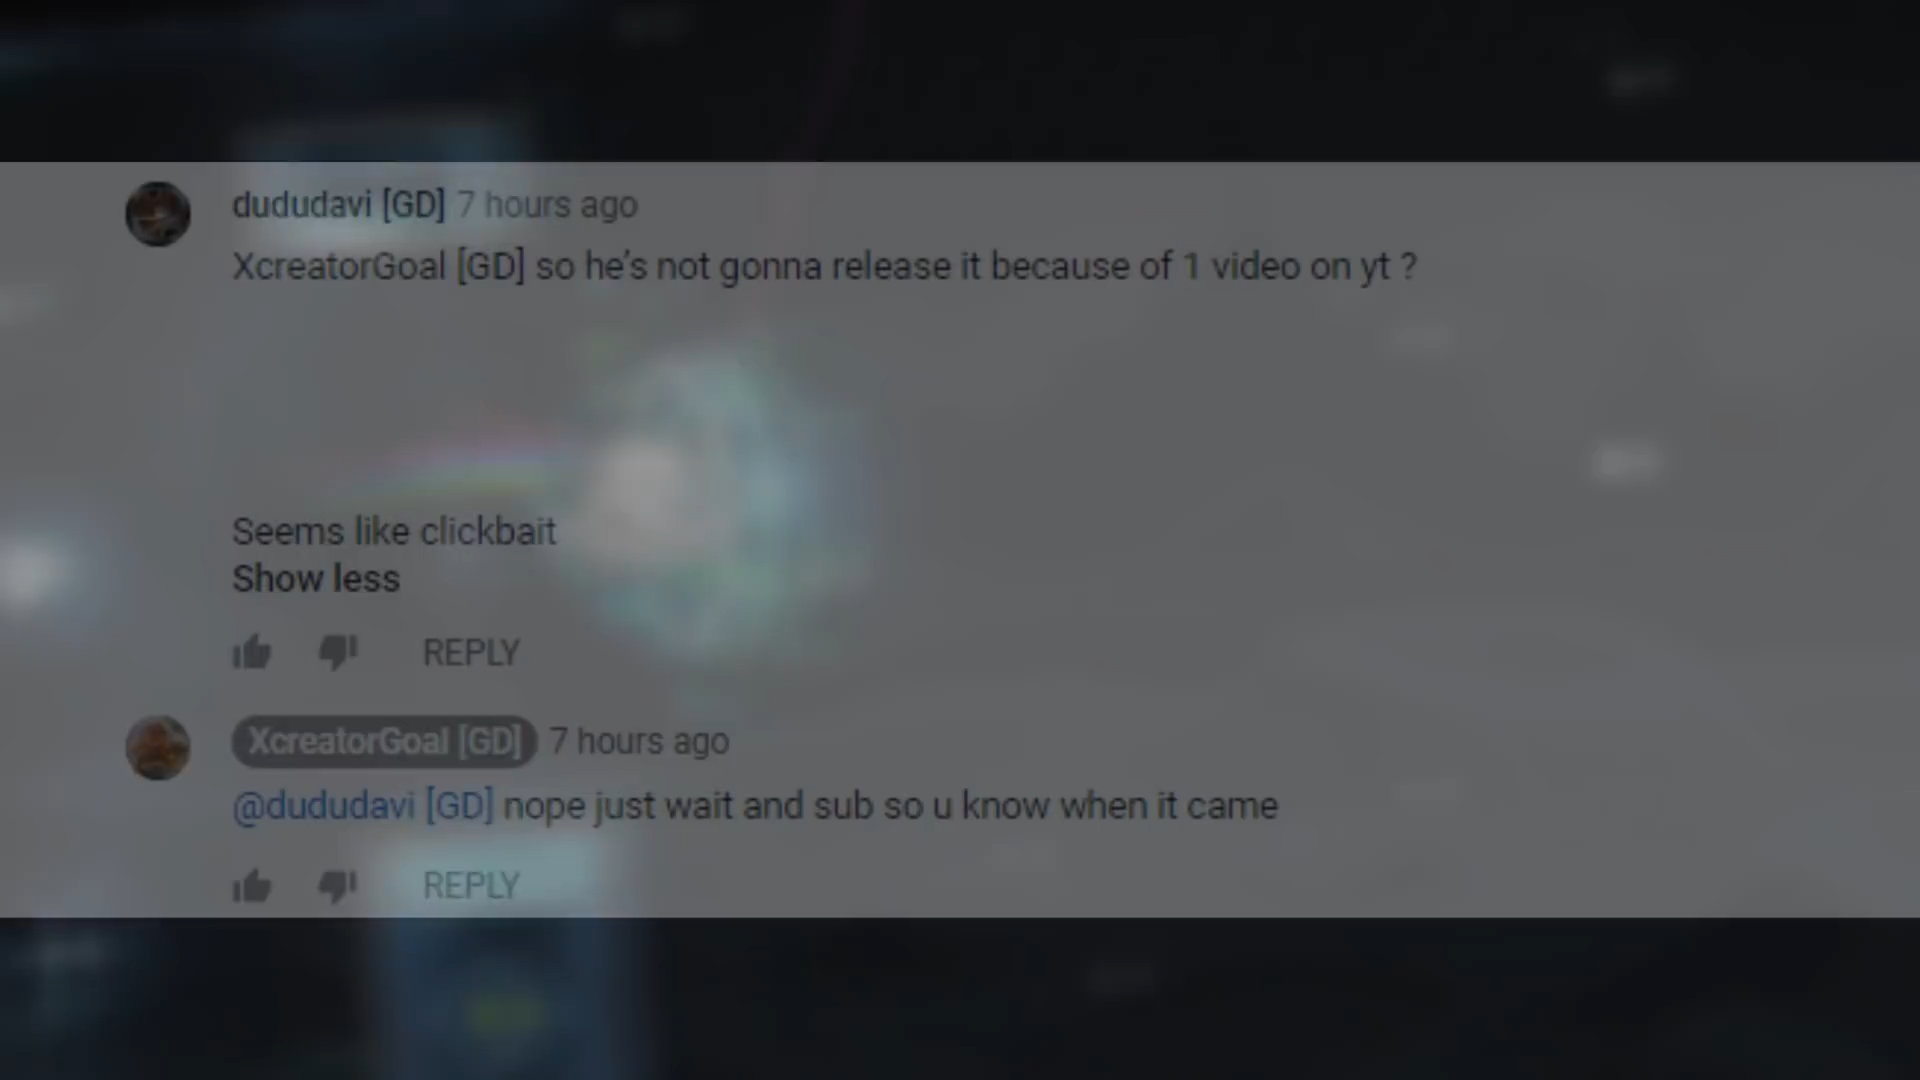 dududavi [GD] 7 hours ago
XcreatorGoal [GD] so he's not gonna release it because of 1 video on yt ?
Seems like clickbait
Show less
REPLY
XcreatorGoal [GD] 7 hours ago
@dududavi [GD] nope just wait and sub so u know when it came
REPLY